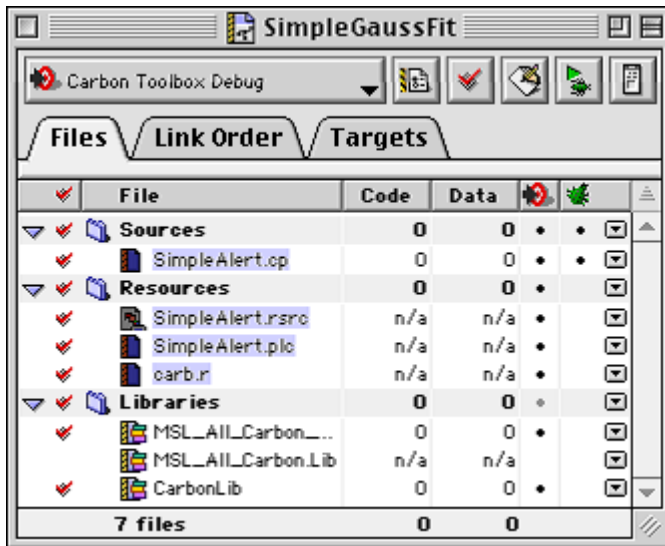 SimpleGaussFit
Carbon Toolbox Debug
Files Link Order Targets
File Code Data
Sources 0 0
SimpleAlert.cp 0 0
Resources 0 0
SimpleAlert.rsrc n/a n/a
SimpleAlert.plc n/a n/a
carb.r n/a n/a
Libraries 0 0
MSL_All_Carbon_... 0 0
MSL_All_Carbon.Lib n/a n/a
CarbonLib 0 0
7 files 0 0